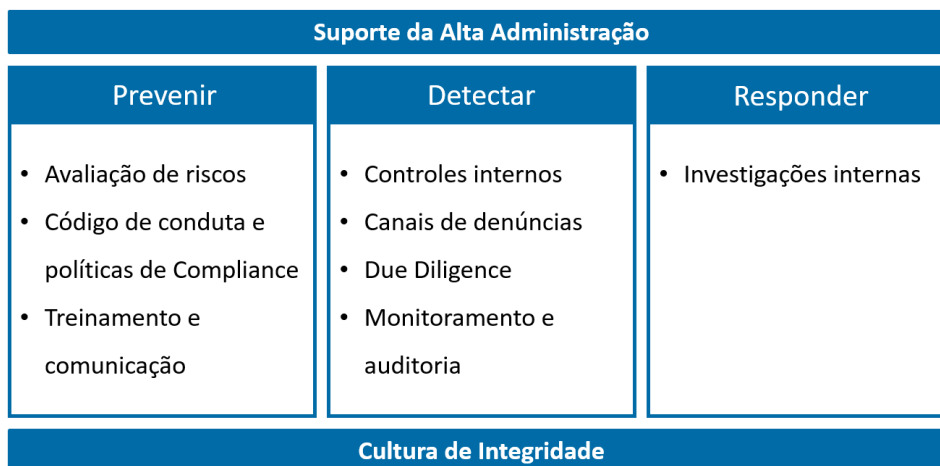 Suporte da Alta Administração
Prevenir
• Avaliação de riscos
• Código de conduta e
políticas de Compliance
• Treinamento e
comunicação
Detectar
• Controles internos
• Canais de denúncias
• Due Diligence
• Monitoramento e
auditoria
Responder
• Investigações internas
Cultura de Integridade